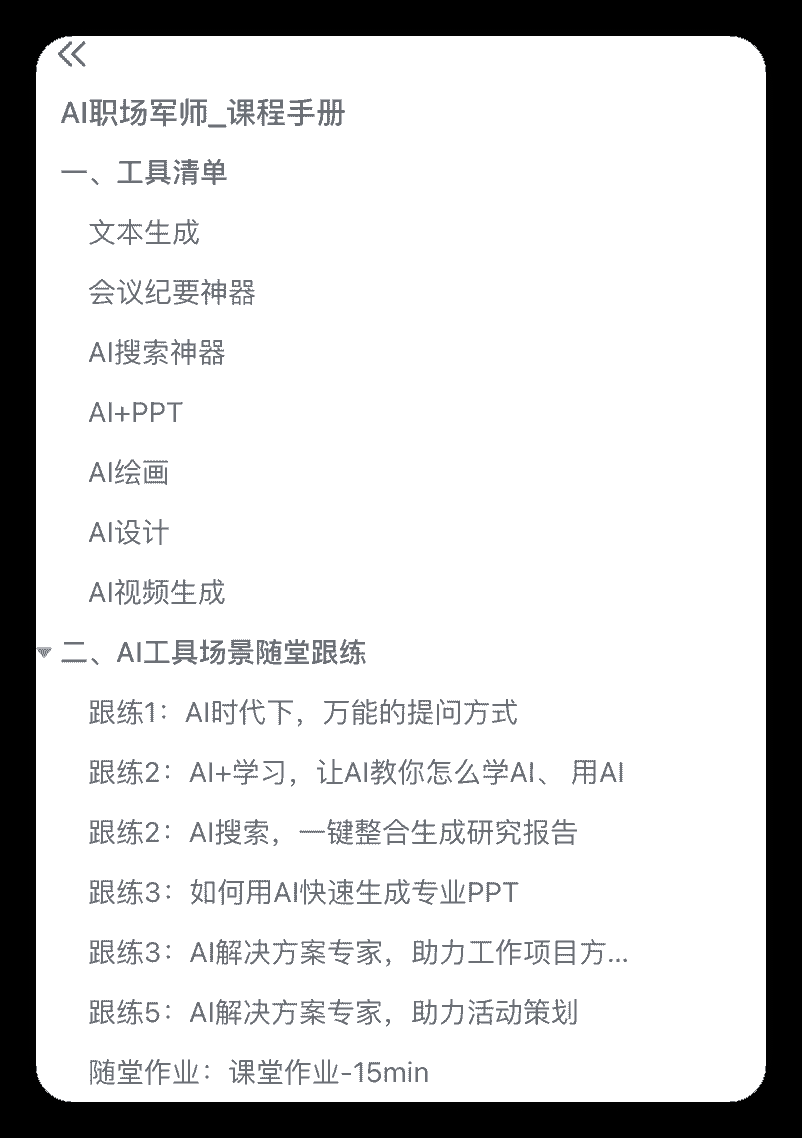 AI职场军师_课程手册
一、工具清单
文本生成
会议纪要神器
AI搜索神器
AI+PPT
AI绘画
AI设计
AI视频生成
二、AI工具场景随堂跟练
跟练1：AI时代下，万能的提问方式
跟练2：AI+学习，让AI教你怎么学AI、 用AI
跟练2：AI搜索，一键整合生成研究报告
跟练3：如何用AI快速生成专业PPT
跟练3：AI解决方案专家，助力工作项目方...
跟练5：AI解决方案专家，助力活动策划
随堂作业：课堂作业-15min